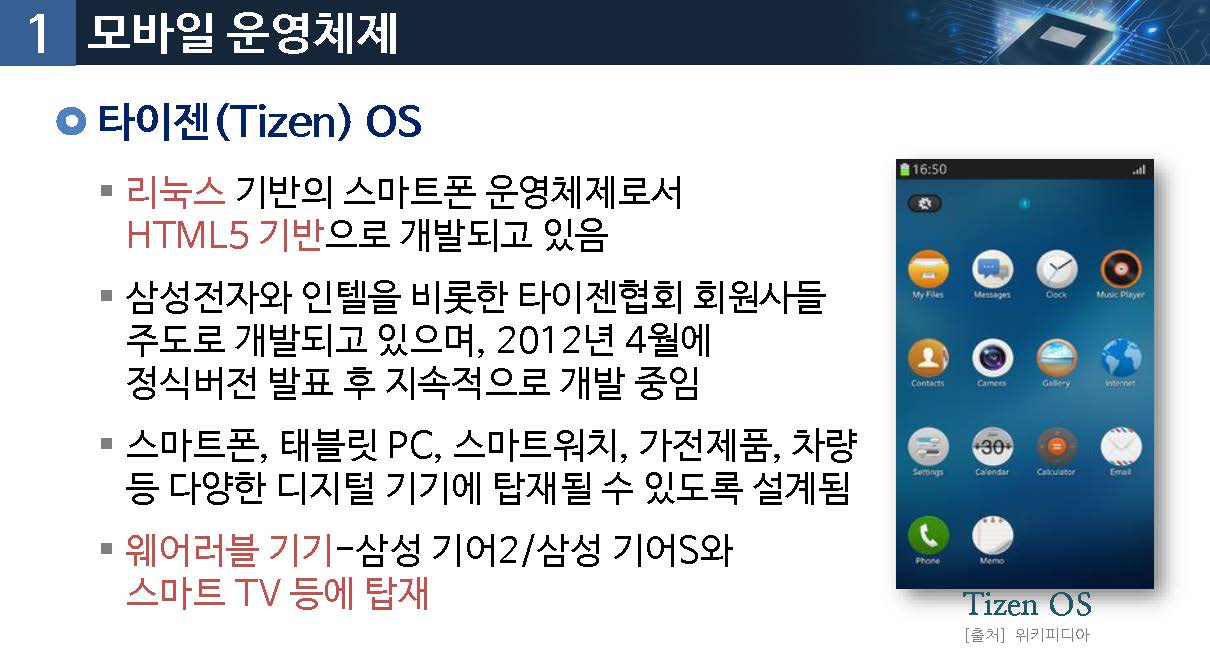 1 모바일 운영체제
타이젠(Tizen) OS
리눅스 기반의 스마트폰 운영체제로서
HTML5 기반으로 개발되고 있음
삼성전자와 인텔을 비롯한 타이젠협회 회원사들
주도로 개발되고 있으며, 2012년 4월에
정식버전 발표 후 지속적으로 개발 중임
스마트폰, 태블릿 PC, 스마트워치, 가전제품, 차량
등 다양한 디지털 기기에 탑재될 수 있도록 설계됨
웨어러블 기기-삼성 기어2/삼성 기어S와
스마트 TV 등에 탑재
16:50
My Files Messages Clock Music Player
Contacts Camera Gallery Internet
+30+
Settings Calendar Calculator Email
Phone Memo
Tizen OS
[출처] 위키피디아